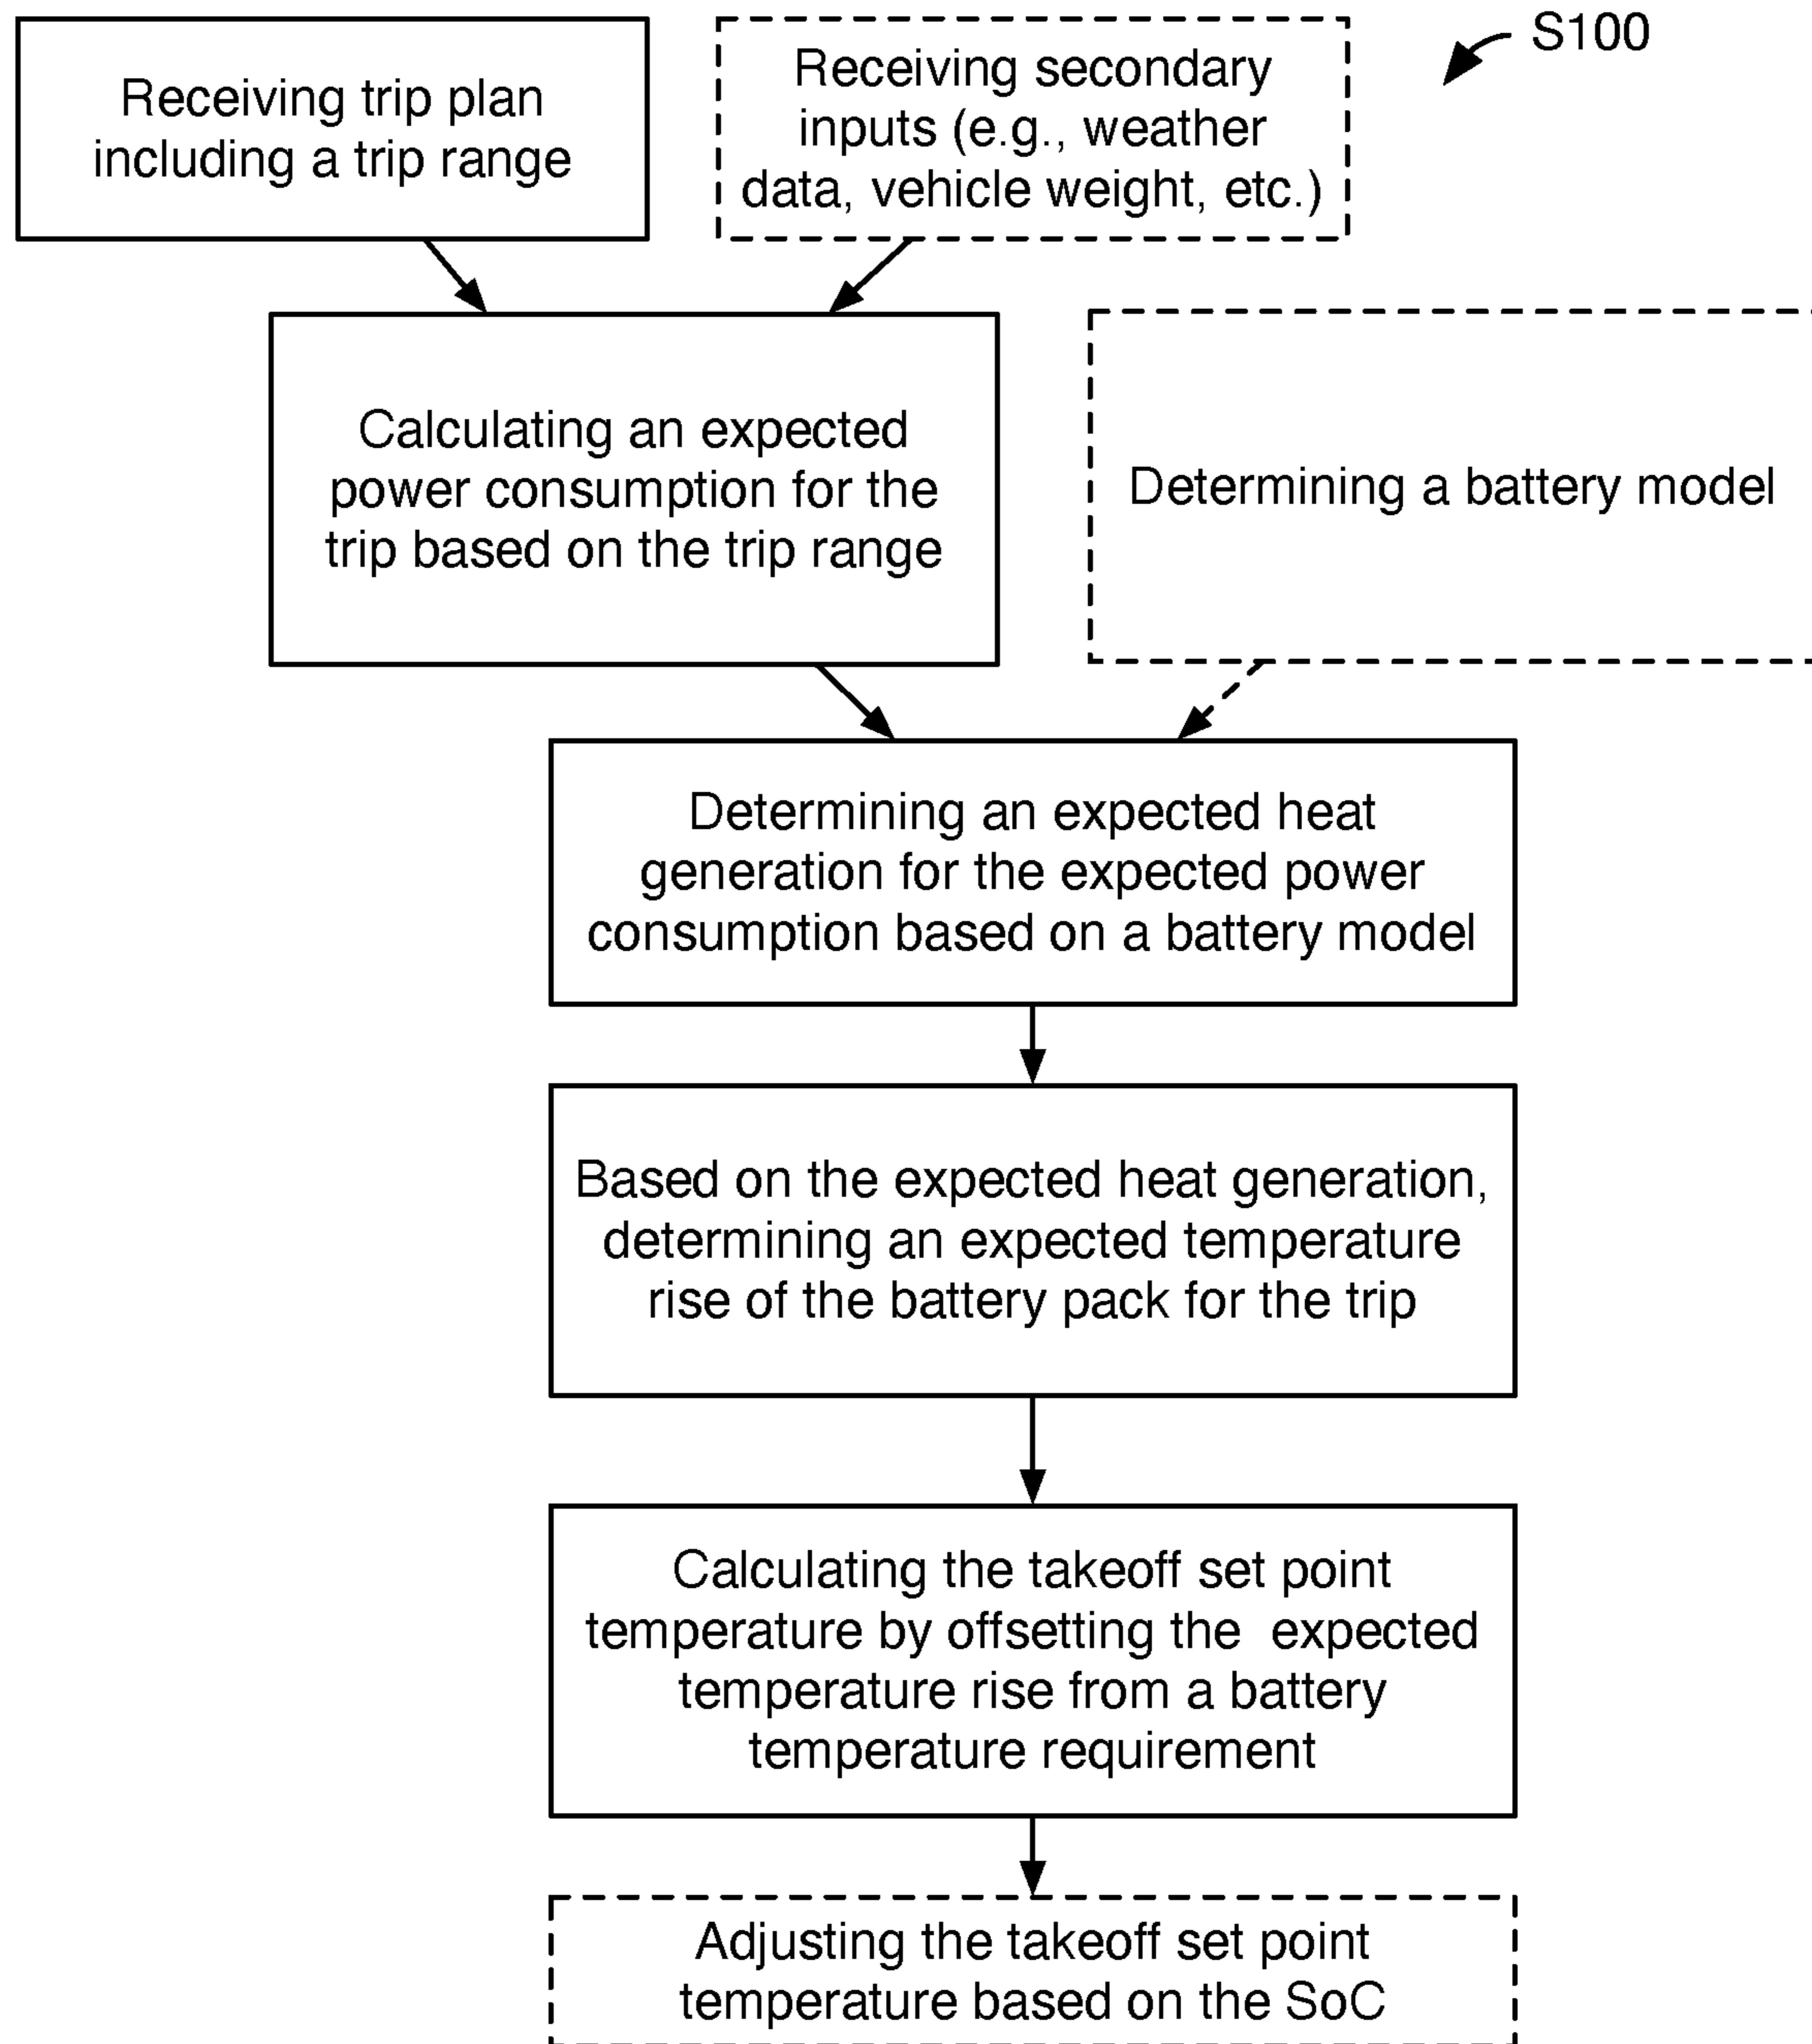 Receiving trip plan
including a trip range
Receiving secondary
inputs (e.g., weather
data, vehicle weight, etc.)
S100
Calculating an expected
power consumption for the
trip based on the trip range
Determining a battery model
Determining an expected heat
generation for the expected power
consumption based on a battery model
Based on the expected heat generation,
determining an expected temperature
rise of the battery pack for the trip
Calculating the takeoff set point
temperature by offsetting the  expected
temperature rise from a battery
temperature requirement
Adjusting the takeoff set point
temperature based on the SoC